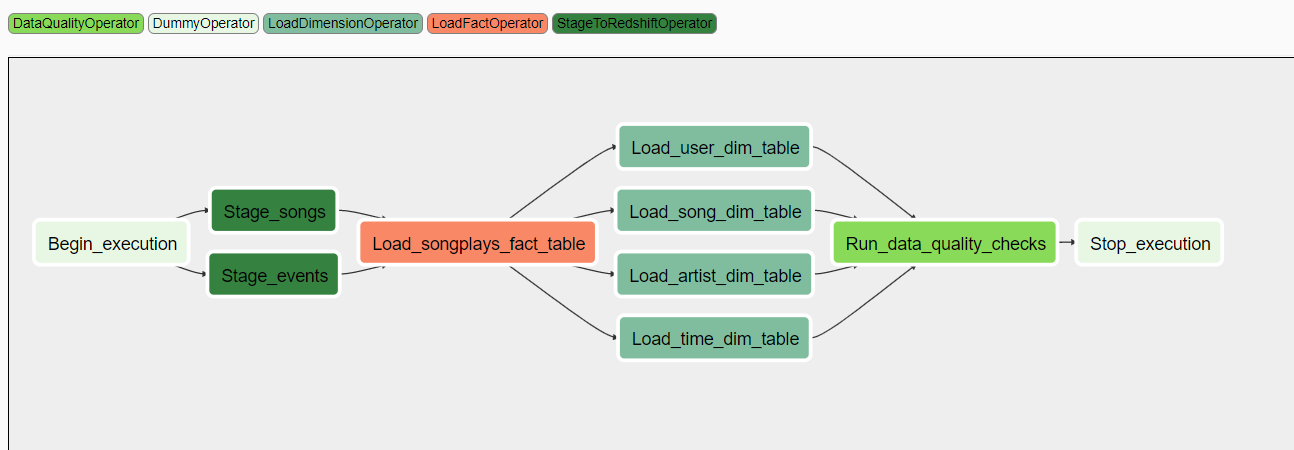 DataQualityOperator DummyOperator LoadDimensionOperator LoadFactOperator StageToRedshiftOperator
Load_user_dim_table
Stage_songs Load_song_dim_table
Begin_execution Load_songplays_fact_table Run_data_quality_checks Stop_execution
Stage_events Load_artist_dim_table
Load_time_dim_table